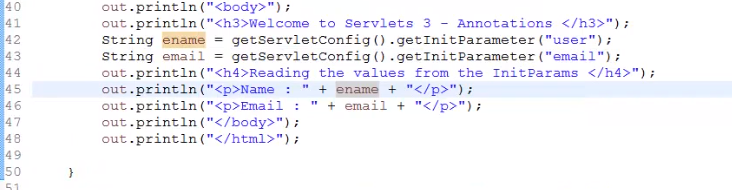 40 out.println("<body>");
41 out.println("<h3>Welcome to Servlets 3 - Annotations </h3>");
42 String ename = getServletConfig().getInitParameter("user");
43 String email = getServletConfig().getInitParameter("email");
44 out.println("<h4>Reading the values from the InitParams </h4>");
45 out.println("<p>Name : " + ename + "</p>");
46 out.println("<p>Email : " + email + "</p>");
47 out.println("</body>");
48 out.println("</html>");
49
50 }
51